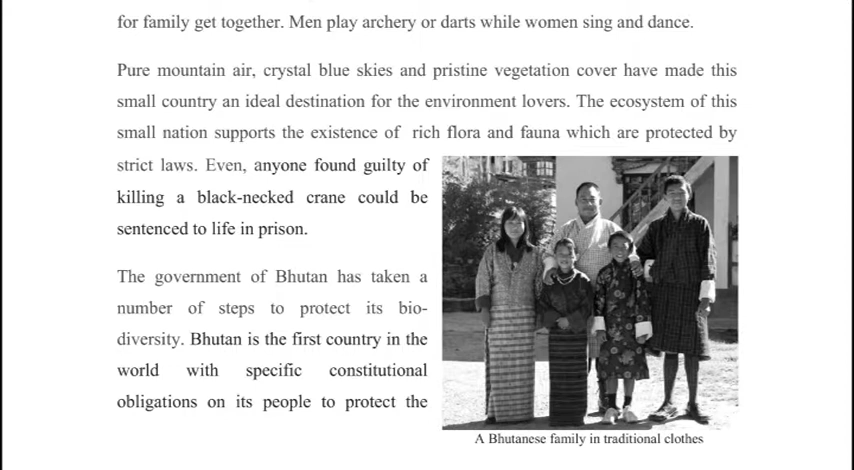 for family get together. Men play archery or darts while women sing and dance.
Pure mountain air, crystal blue skies and pristine vegetation cover have made this
small country an ideal destination for the environment lovers. The ecosystem of this
small nation supports the existence of rich flora and fauna which are protected by
strict laws. Even, anyone found guilty of
killing a black-necked crane could be
sentenced to life in prison.
The government of Bhutan has taken a
number of steps to protect its bio-
diversity. Bhutan is the first country in the
world with specific constitutional
obligations on its people to protect the
A Bhutanese family in traditional clothes